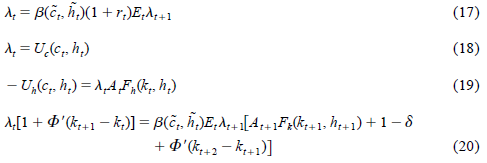 λ_t = β(c̃_t, h̃_t)(1 + r_t)E_tλ_{t+1} (17)
λ_t = U_c(c_t, h_t) (18)
− U_h(c_t, h_t) = λ_tA_tF_h(k_t, h_t) (19)
λ_t[1 + Φ′(k_{t+1} − k_t)] = β(c̃_t, h̃_t)E_tλ_{t+1}[A_{t+1}F_k(k_{t+1}, h_{t+1}) + 1 − δ
+ Φ′(k_{t+2} − k_{t+1})] (20)